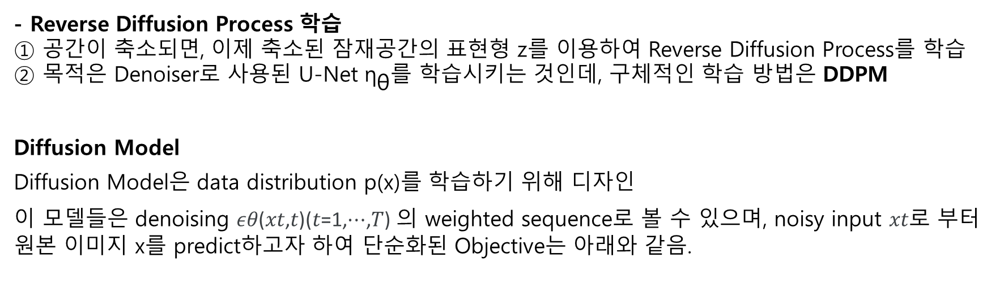 - Reverse Diffusion Process 학습
① 공간이 축소되면, 이제 축소된 잠재공간의 표현형 z를 이용하여 Reverse Diffusion Process를 학습
② 목적은 Denoiser로 사용된 U-Net ηθ를 학습시키는 것인데, 구체적인 학습 방법은 DDPM
Diffusion Model
Diffusion Model은 data distribution p(x)를 학습하기 위해 디자인
이 모델들은 denoising ϵθ(xt,t)(t=1,⋯,T) 의 weighted sequence로 볼 수 있으며, noisy input xt로 부터
원본 이미지 x를 predict하고자 하여 단순화된 Objective는 아래와 같음.